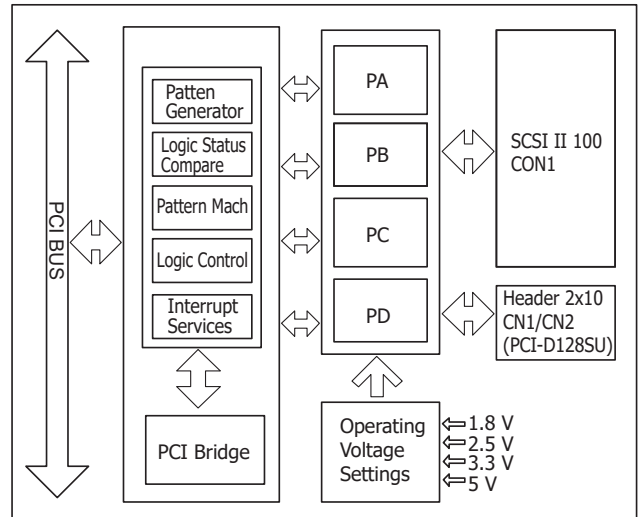 PCI BUS
Patten
Generator
Logic Status
Compare
Pattern Mach
Logic Control
Interrupt
Services
PCI Bridge
PA
PB
PC
PD
Operating
Voltage
Settings
1.8 V
2.5 V
3.3 V
5 V
SCSI II 100
CON1
Header 2x10
CN1/CN2
(PCI-D128SU)